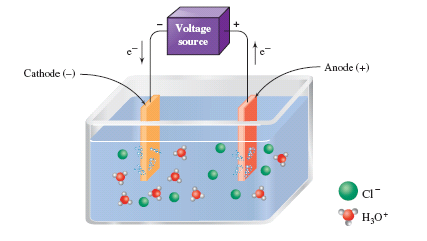 − Voltage +
source
e⁻
e⁻
Cathode (−)
Anode (+)
Cl⁻
H₃O⁺